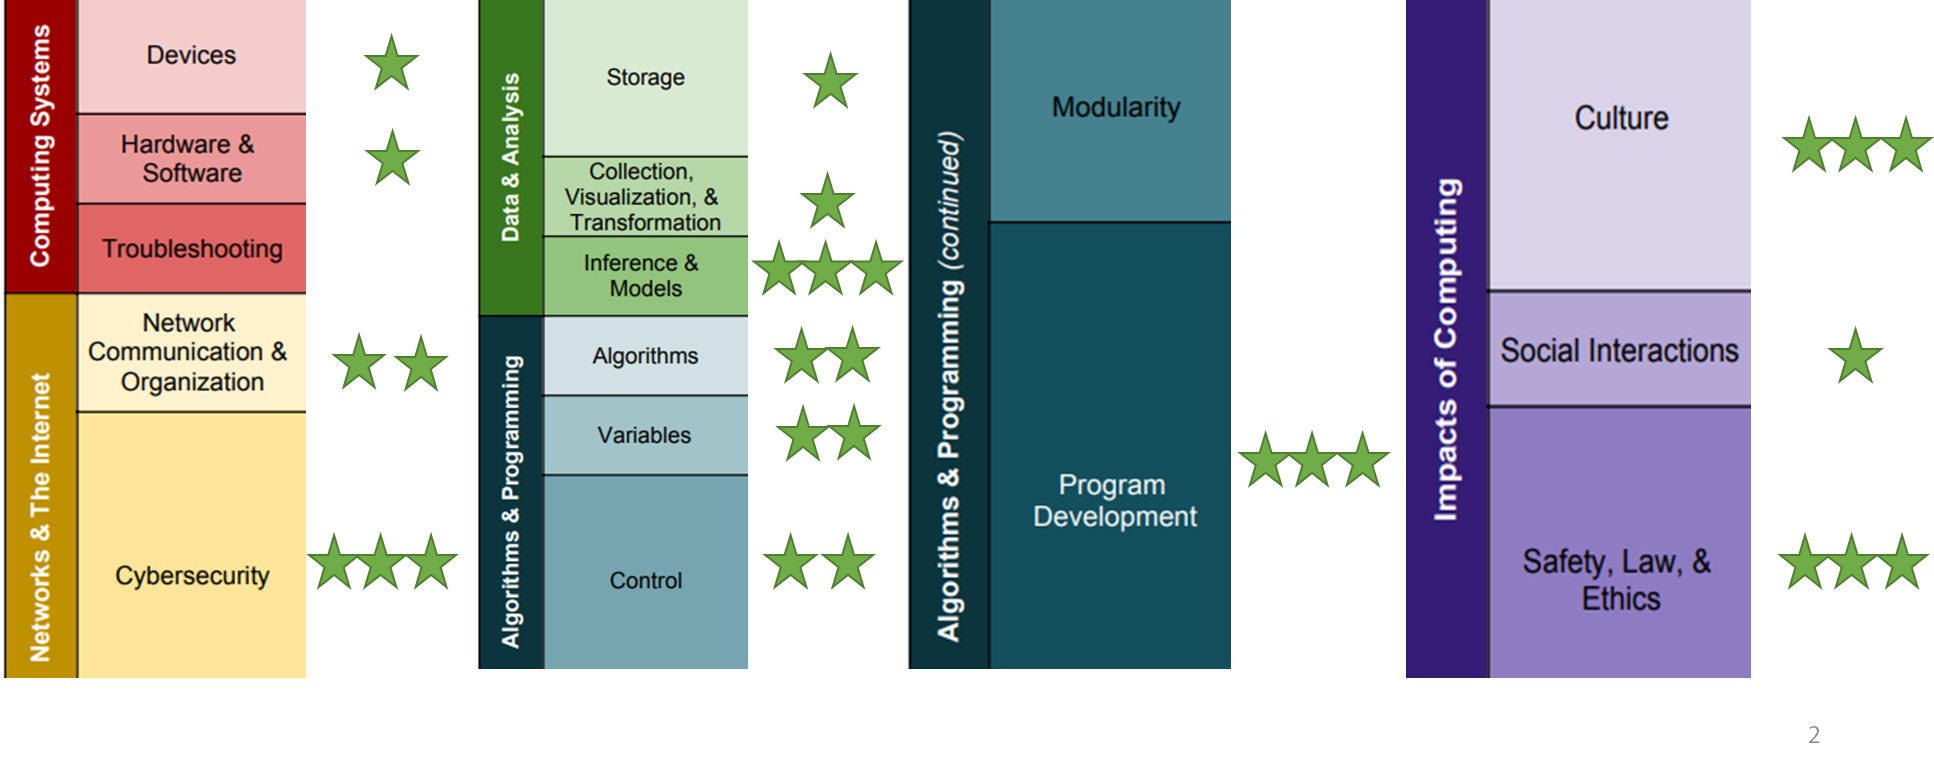 Computing Systems
Devices
Hardware &
Software
Troubleshooting
Networks & The Internet
Network
Communication &
Organization
Cybersecurity
Data & Analysis
Storage
Collection,
Visualization, &
Transformation
Inference &
Models
Algorithms & Programming
Algorithms
Variables
Control
Algorithms & Programming (continued)
Modularity
Program
Development
Impacts of Computing
Culture
Social Interactions
Safety, Law, &
Ethics
2